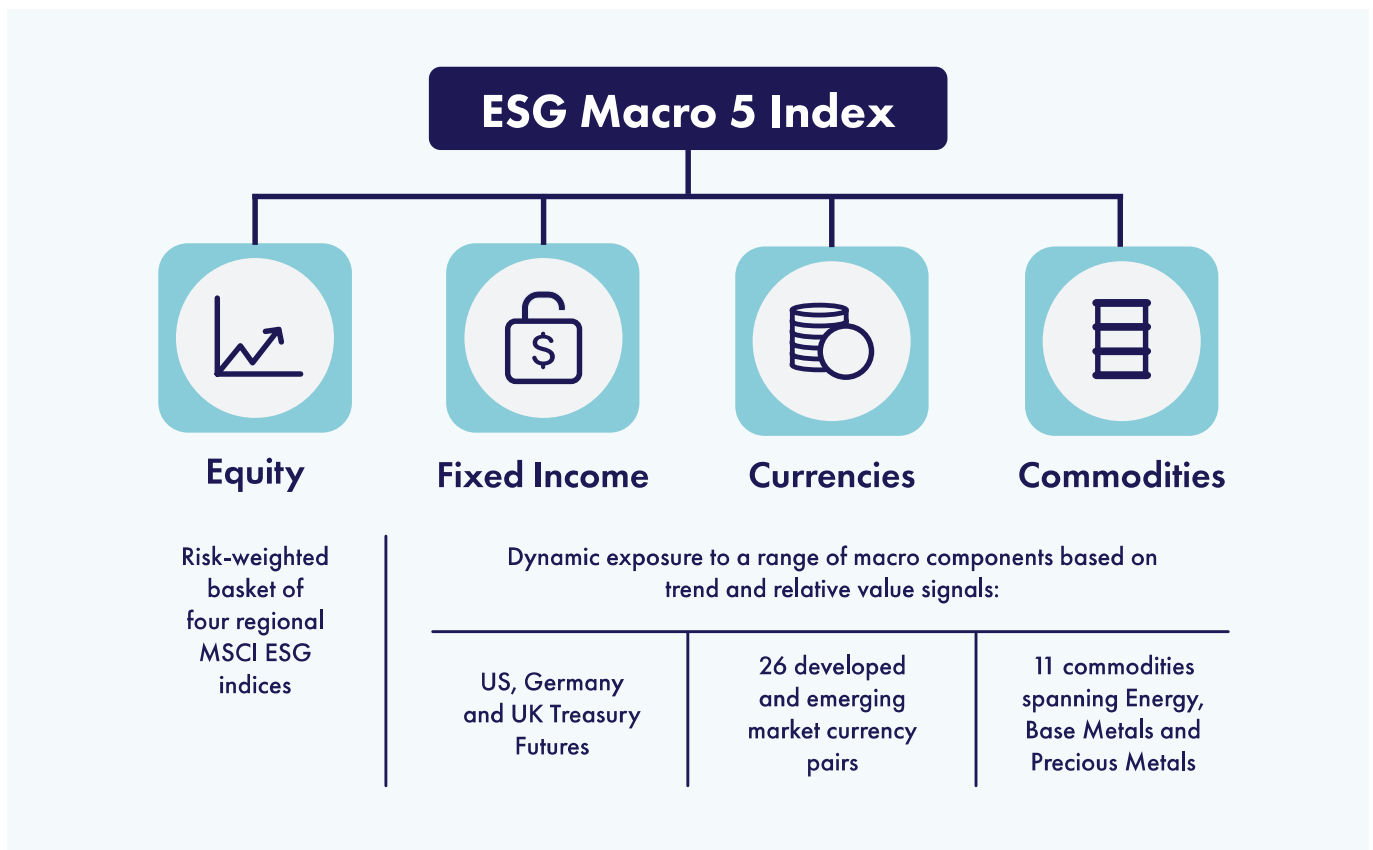 ESG Macro 5 Index
$
Equity
Fixed Income
Currencies
Commodities
Risk-weighted
basket of
four regional
MSCI ESG
indices
Dynamic exposure to a range of macro components based on
trend and relative value signals:
US, Germany
and UK Treasury
Futures
26 developed
and emerging
market currency
pairs
11 commodities
spanning Energy,
Base Metals and
Precious Metals